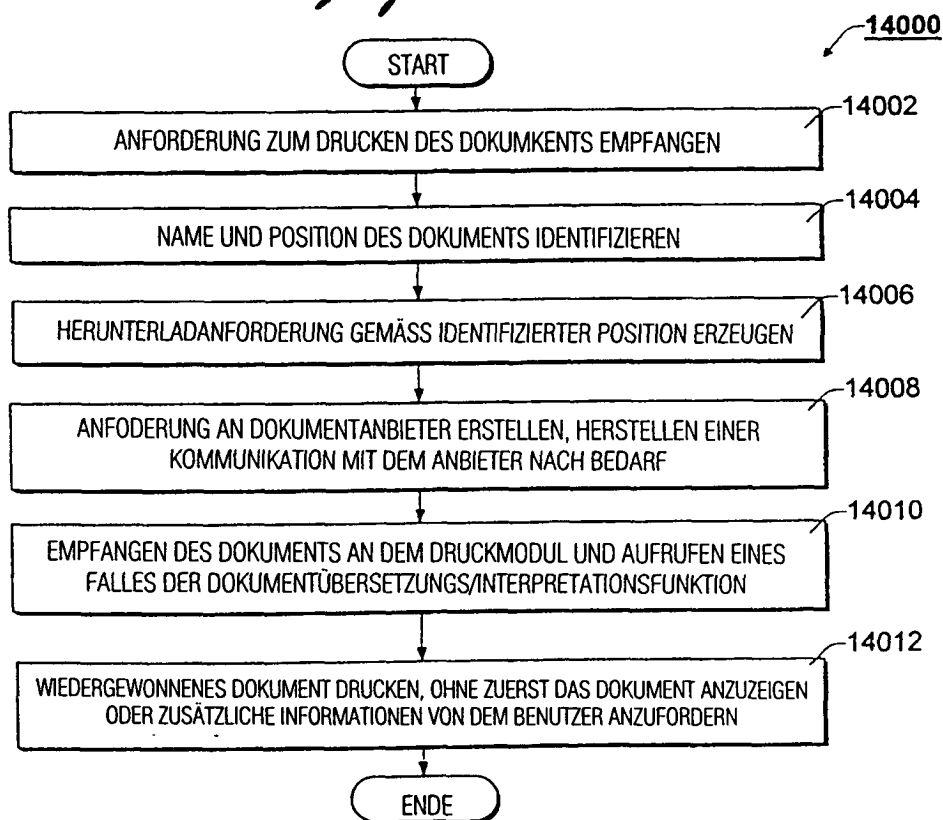 14000
START
14002
ANFORDERUNG ZUM DRUCKEN DES DOKUMKENTS EMPFANGEN
14004
NAME UND POSITION DES DOKUMENTS IDENTIFIZIEREN
14006
HERUNTERLADANFORDERUNG GEMÄSS IDENTIFIZIERTER POSITION ERZEUGEN
14008
ANFODERUNG AN DOKUMENTANBIETER ERSTELLEN, HERSTELLEN EINER
KOMMUNIKATION MIT DEM ANBIETER NACH BEDARF
14010
EMPFANGEN DES DOKUMENTS AN DEM DRUCKMODUL UND AUFRUFEN EINES
FALLES DER DOKUMENTÜBERSETZUNGS/INTERPRETATIONSFUNKTION
14012
WIEDERGEWONNENES DOKUMENT DRUCKEN, OHNE ZUERST DAS DOKUMENT ANZUZEIGEN
ODER ZUSÄTZLICHE INFORMATIONEN VON DEM BENUTZER ANZUFORDERN
ENDE